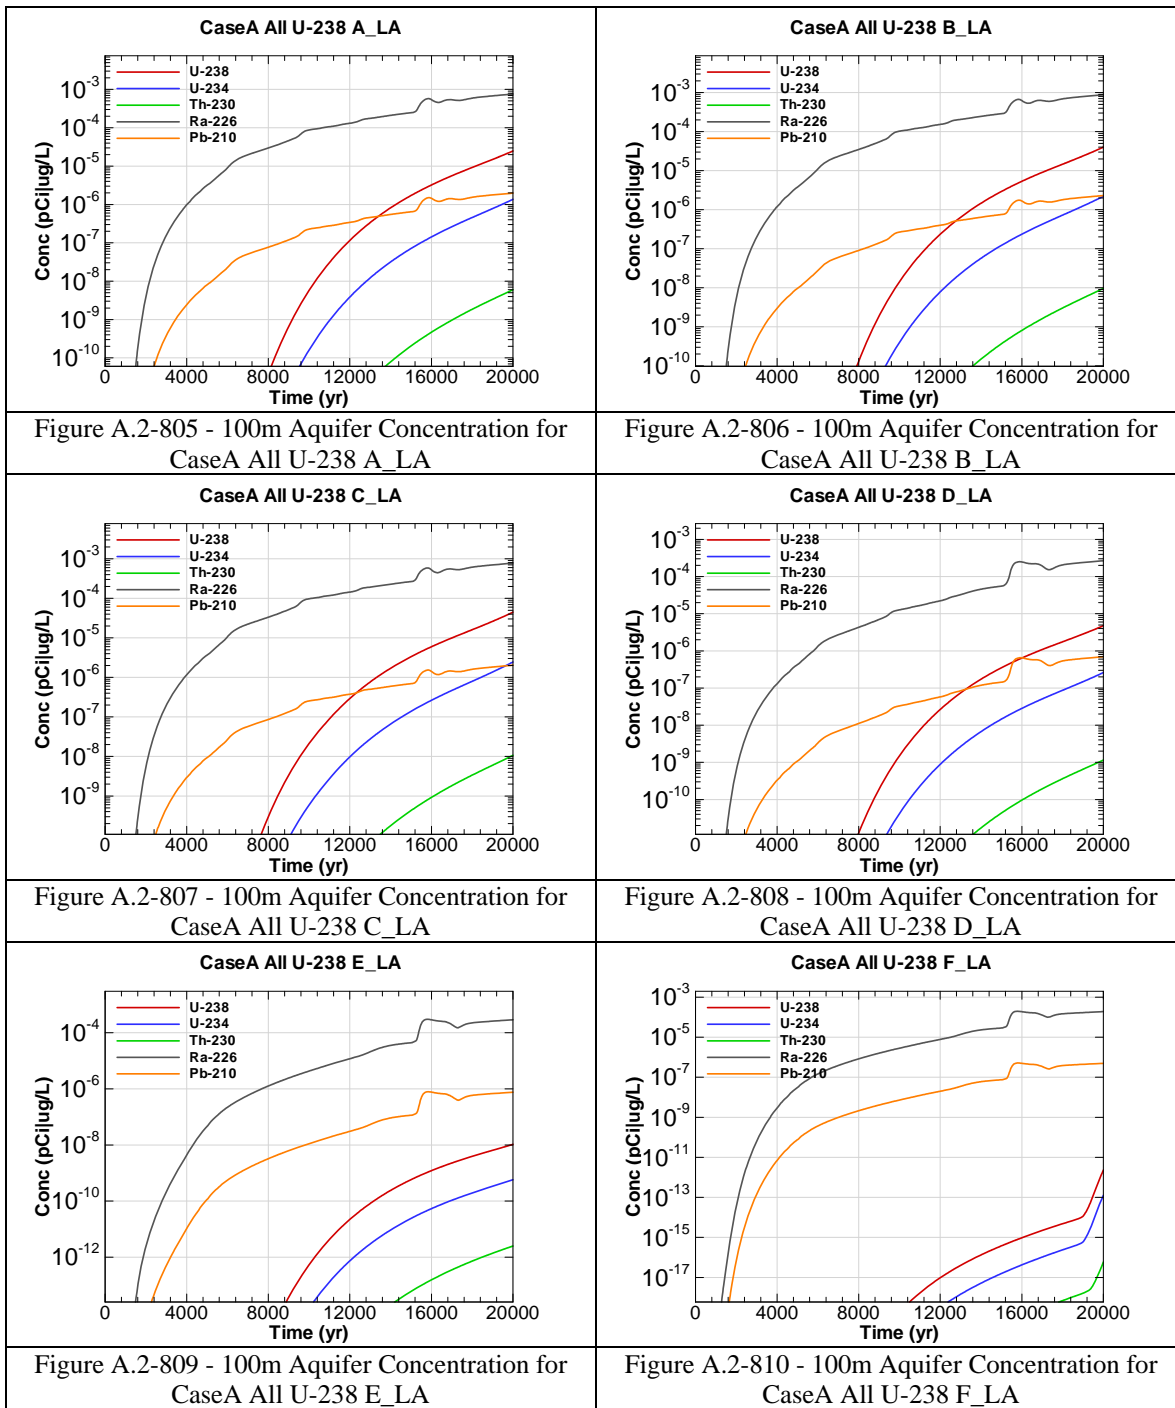 CaseA All U-238 A_LA
U-238
U-234
Th-230
Ra-226
Pb-210
Conc (pCi|ug/L)
10-3
10-4
10-5
10-6
10-7
10-8
10-9
10-10
0 4000 8000 12000 16000 20000
Time (yr)
Figure A.2-805 - 100m Aquifer Concentration for
CaseA All U-238 A_LA
CaseA All U-238 B_LA
U-238
U-234
Th-230
Ra-226
Pb-210
Conc (pCi|ug/L)
10-3
10-4
10-5
10-6
10-7
10-8
10-9
10-10
0 4000 8000 12000 16000 20000
Time (yr)
Figure A.2-806 - 100m Aquifer Concentration for
CaseA All U-238 B_LA
CaseA All U-238 C_LA
U-238
U-234
Th-230
Ra-226
Pb-210
Conc (pCi|ug/L)
10-3
10-4
10-5
10-6
10-7
10-8
10-9
0 4000 8000 12000 16000 20000
Time (yr)
Figure A.2-807 - 100m Aquifer Concentration for
CaseA All U-238 C_LA
CaseA All U-238 D_LA
U-238
U-234
Th-230
Ra-226
Pb-210
Conc (pCi|ug/L)
10-3
10-4
10-5
10-6
10-7
10-8
10-9
10-10
0 4000 8000 12000 16000 20000
Time (yr)
Figure A.2-808 - 100m Aquifer Concentration for
CaseA All U-238 D_LA
CaseA All U-238 E_LA
U-238
U-234
Th-230
Ra-226
Pb-210
Conc (pCi|ug/L)
10-4
10-6
10-8
10-10
10-12
0 4000 8000 12000 16000 20000
Time (yr)
Figure A.2-809 - 100m Aquifer Concentration for
CaseA All U-238 E_LA
CaseA All U-238 F_LA
U-238
U-234
Th-230
Ra-226
Pb-210
Conc (pCi|ug/L)
10-3
10-5
10-7
10-9
10-11
10-13
10-15
10-17
0 4000 8000 12000 16000 20000
Time (yr)
Figure A.2-810 - 100m Aquifer Concentration for
CaseA All U-238 F_LA